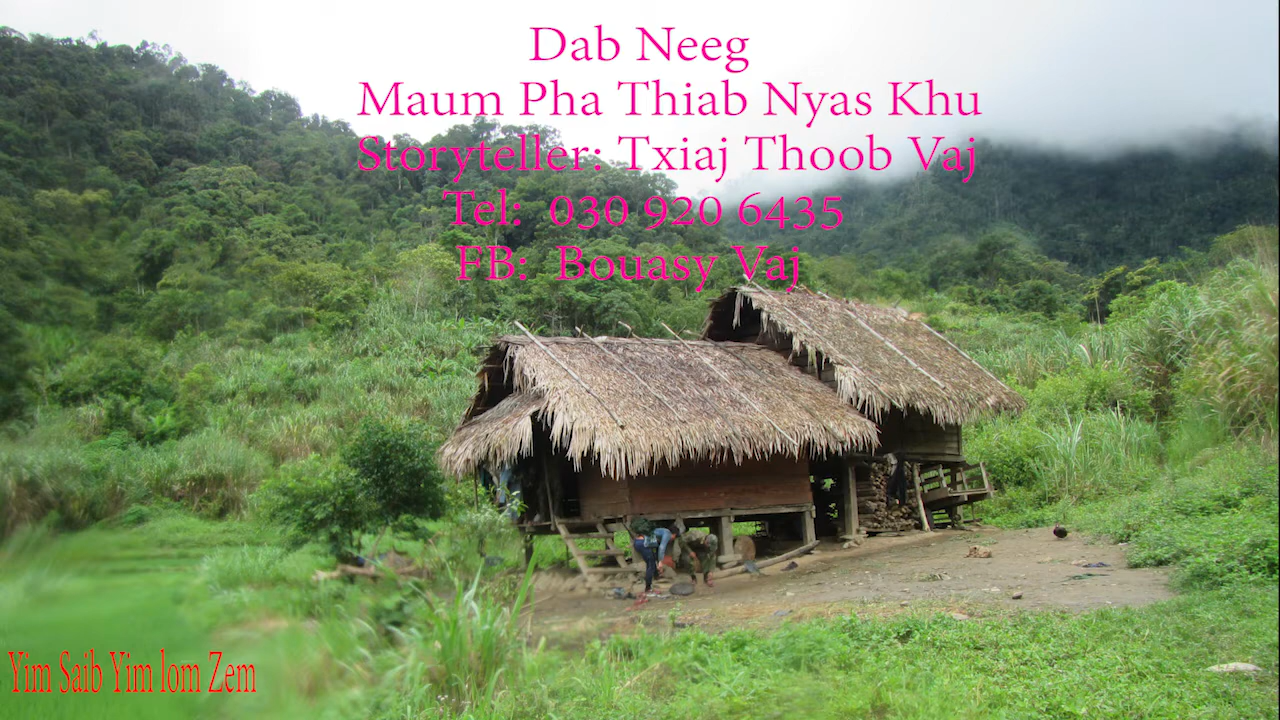 Dab Neeg
Maum Pha Thiab Nyas Khu
Storyteller: Txiaj Thoob Vaj
Tel: 030 920 6435
FB: Bouasy Vaj
Yim Saib Yim lom Zem